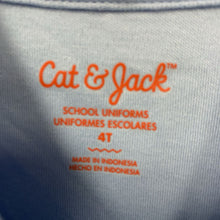 Cat & Jack™
SCHOOL UNIFORMS
UNIFORMES ESCOLARES
4T
MADE IN INDONESIA
HECHO EN INDONESIA